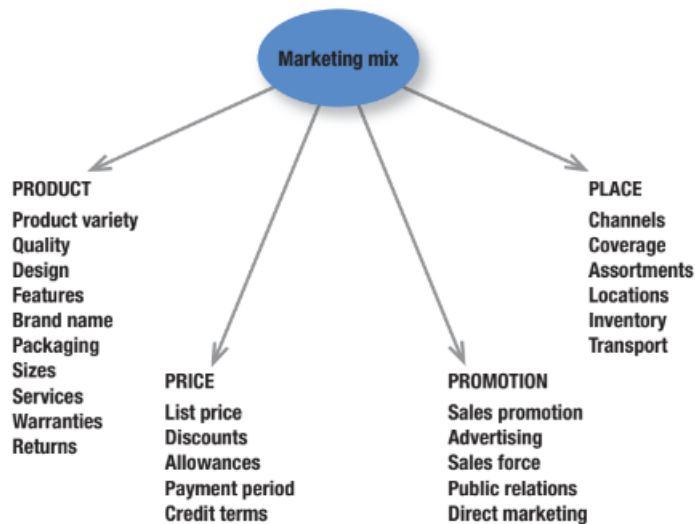 Marketing mix
PRODUCT
Product variety
Quality
Design
Features
Brand name
Packaging
Sizes
Services
Warranties
Returns
PRICE
List price
Discounts
Allowances
Payment period
Credit terms
PROMOTION
Sales promotion
Advertising
Sales force
Public relations
Direct marketing
PLACE
Channels
Coverage
Assortments
Locations
Inventory
Transport